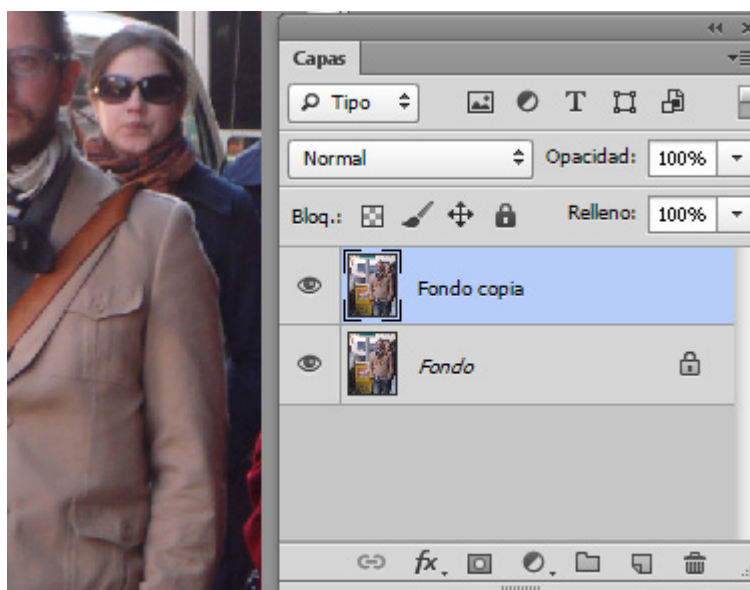 Capas
Tipo T
Normal Opacidad: 100%
Bloq.: Relleno: 100%
Fondo copia
Fondo
fx